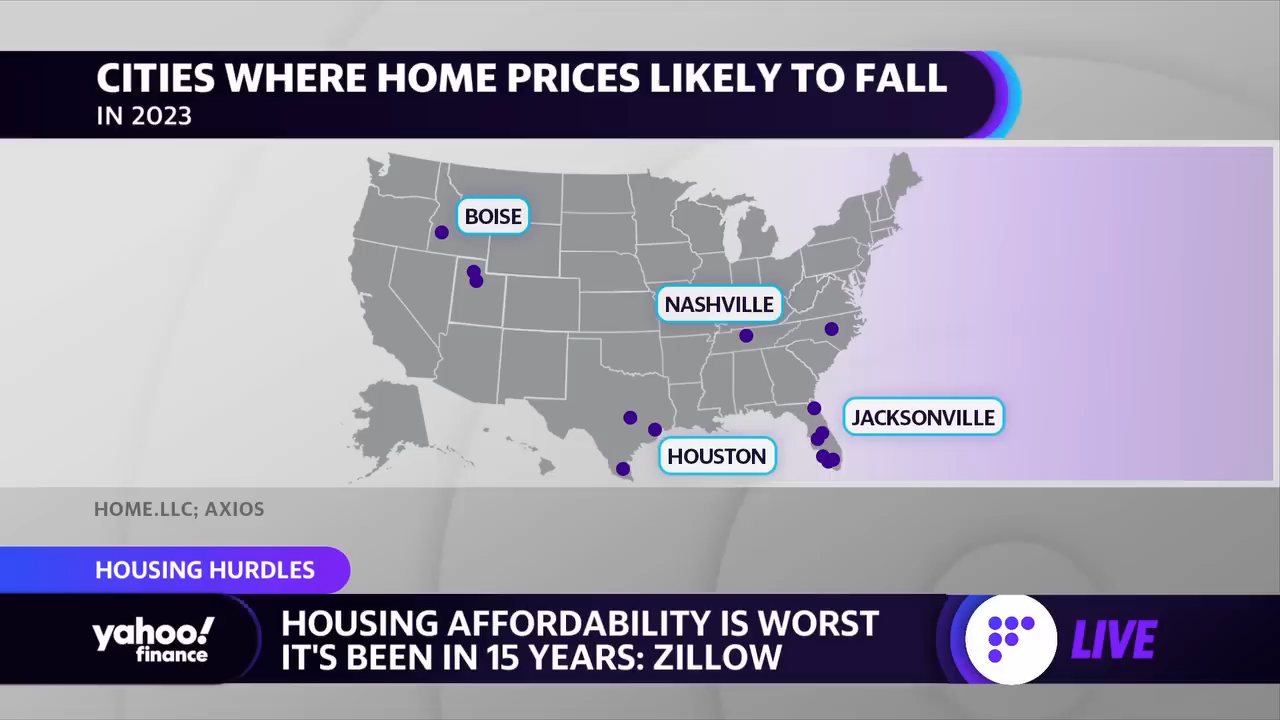 CITIES WHERE HOME PRICES LIKELY TO FALL
IN 2023
BOISE
NASHVILLE
JACKSONVILLE
HOUSTON
HOME.LLC; AXIOS
HOUSING HURDLES
yahoo!
finance
HOUSING AFFORDABILITY IS WORST
IT'S BEEN IN 15 YEARS: ZILLOW
LIVE